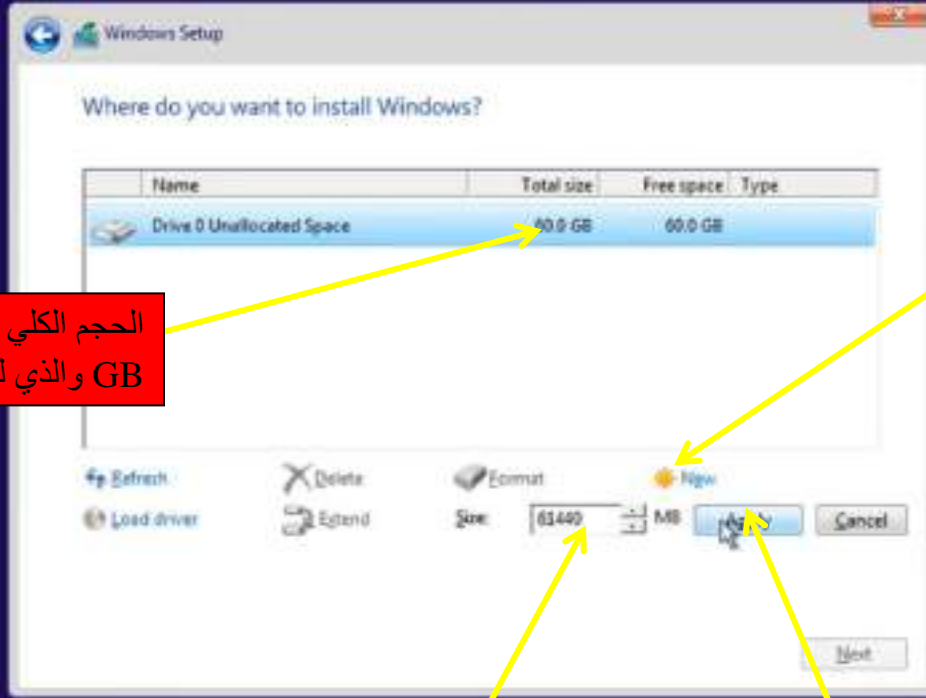 Windows Setup
Where do you want to install Windows?
Name Total size Free space Type
Drive 0 Unallocated Space 60.0 GB 60.0 GB
الحجم الكلي
GB والذي
Refresh Delete Format New
Load driver Extend Size: 61440 MB Apply Cancel
Next